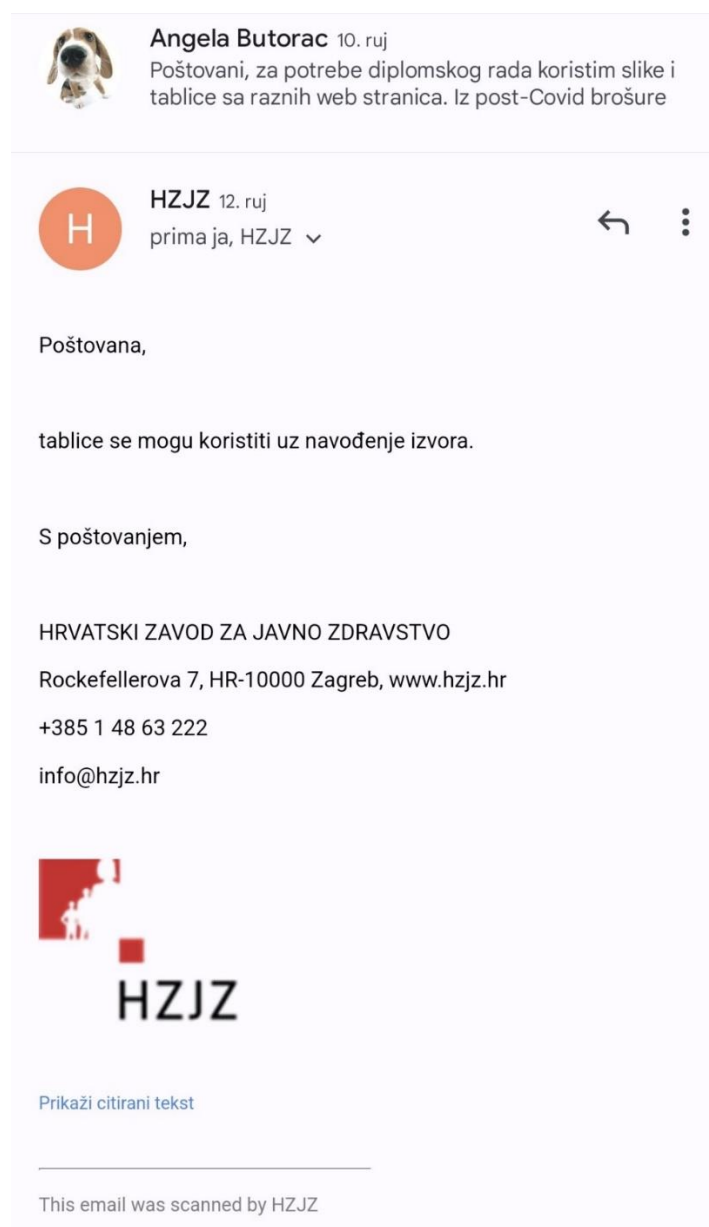 Angela Butorac 10. ruj
Poštovani, za potrebe diplomskog rada koristim slike i
tablice sa raznih web stranica. Iz post-Covid brošure
H
HZJZ 12. ruj
prima ja, HZJZ
Poštovana,
tablice se mogu koristiti uz navođenje izvora.
S poštovanjem,
HRVATSKI ZAVOD ZA JAVNO ZDRAVSTVO
Rockefellerova 7, HR-10000 Zagreb, www.hzjz.hr
+385 1 48 63 222
info@hzjz.hr
HZJZ
Prikaži citirani tekst
This email was scanned by HZJZ